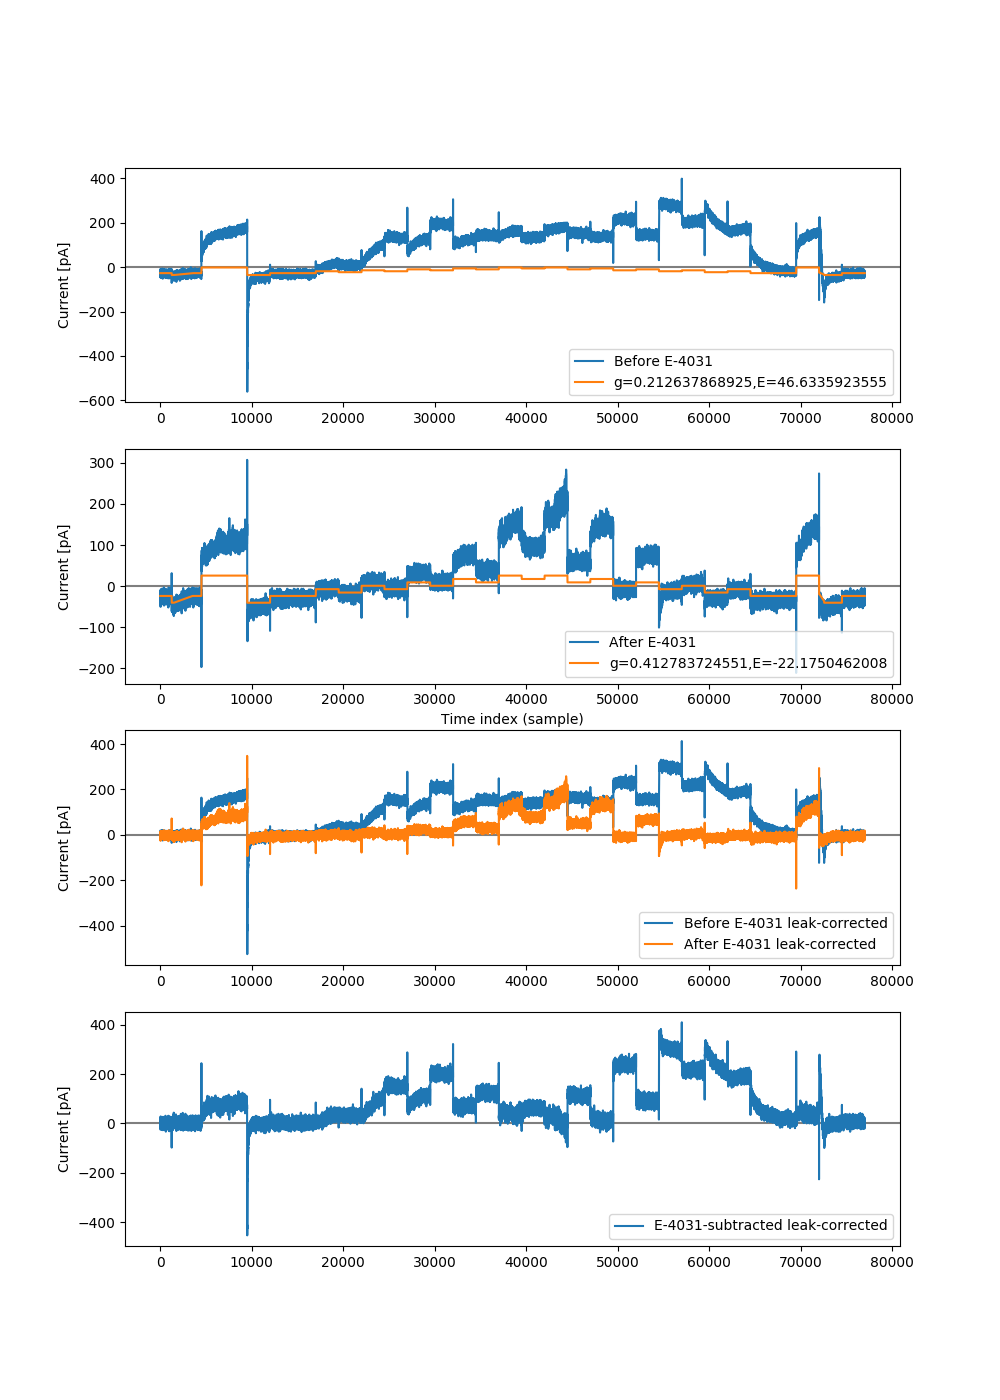 400
200
0
−200
−400
−600
Current [pA]
Before E-4031
g=0.212637868925,E=46.6335923555
0 10000 20000 30000 40000 50000 60000 70000 80000
300
200
100
0
−100
−200
Current [pA]
After E-4031
g=0.412783724551,E=-22.1750462008
0 10000 20000 30000 40000 50000 60000 70000 80000
Time index (sample)
400
200
0
−200
−400
Current [pA]
Before E-4031 leak-corrected
After E-4031 leak-corrected
0 10000 20000 30000 40000 50000 60000 70000 80000
400
200
0
−200
−400
Current [pA]
E-4031-subtracted leak-corrected
0 10000 20000 30000 40000 50000 60000 70000 80000